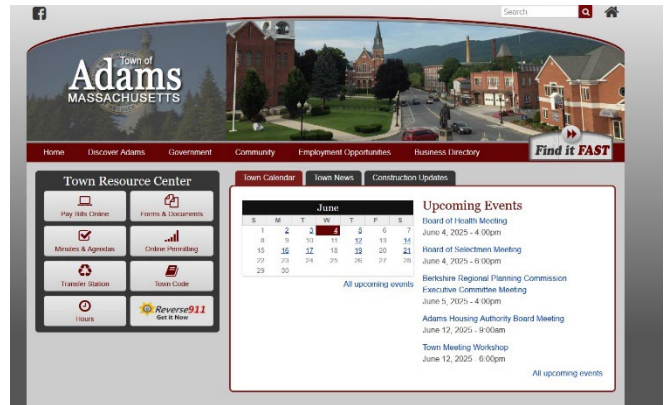 Search
Town of
Adams
MASSACHUSETTS
Find it FAST
Home Discover Adams Government Community Employment Opportunities Business Directory
Town Resource Center
Pay Bills Online
Forms & Documents
Minutes & Agendas
Online Permitting
Transfer Station
Town Code
Hours
Reverse911
Get it Now
Town Calendar Town News Construction Updates
June
S M T W T F S
1 2 3 4 5 6 7
8 9 10 11 12 13 14
15 16 17 18 19 20 21
22 23 24 25 26 27 28
29 30
All upcoming events
Upcoming Events
Board of Health Meeting
June 4, 2025 - 4:00pm
Board of Selectmen Meeting
June 4, 2025 - 6:00pm
Berkshire Regional Planning Commission
Executive Committee Meeting
June 5, 2025 - 4:00pm
Adams Housing Authority Board Meeting
June 12, 2025 - 9:00am
Town Meeting Workshop
June 12, 2025 - 6:00pm
All upcoming events